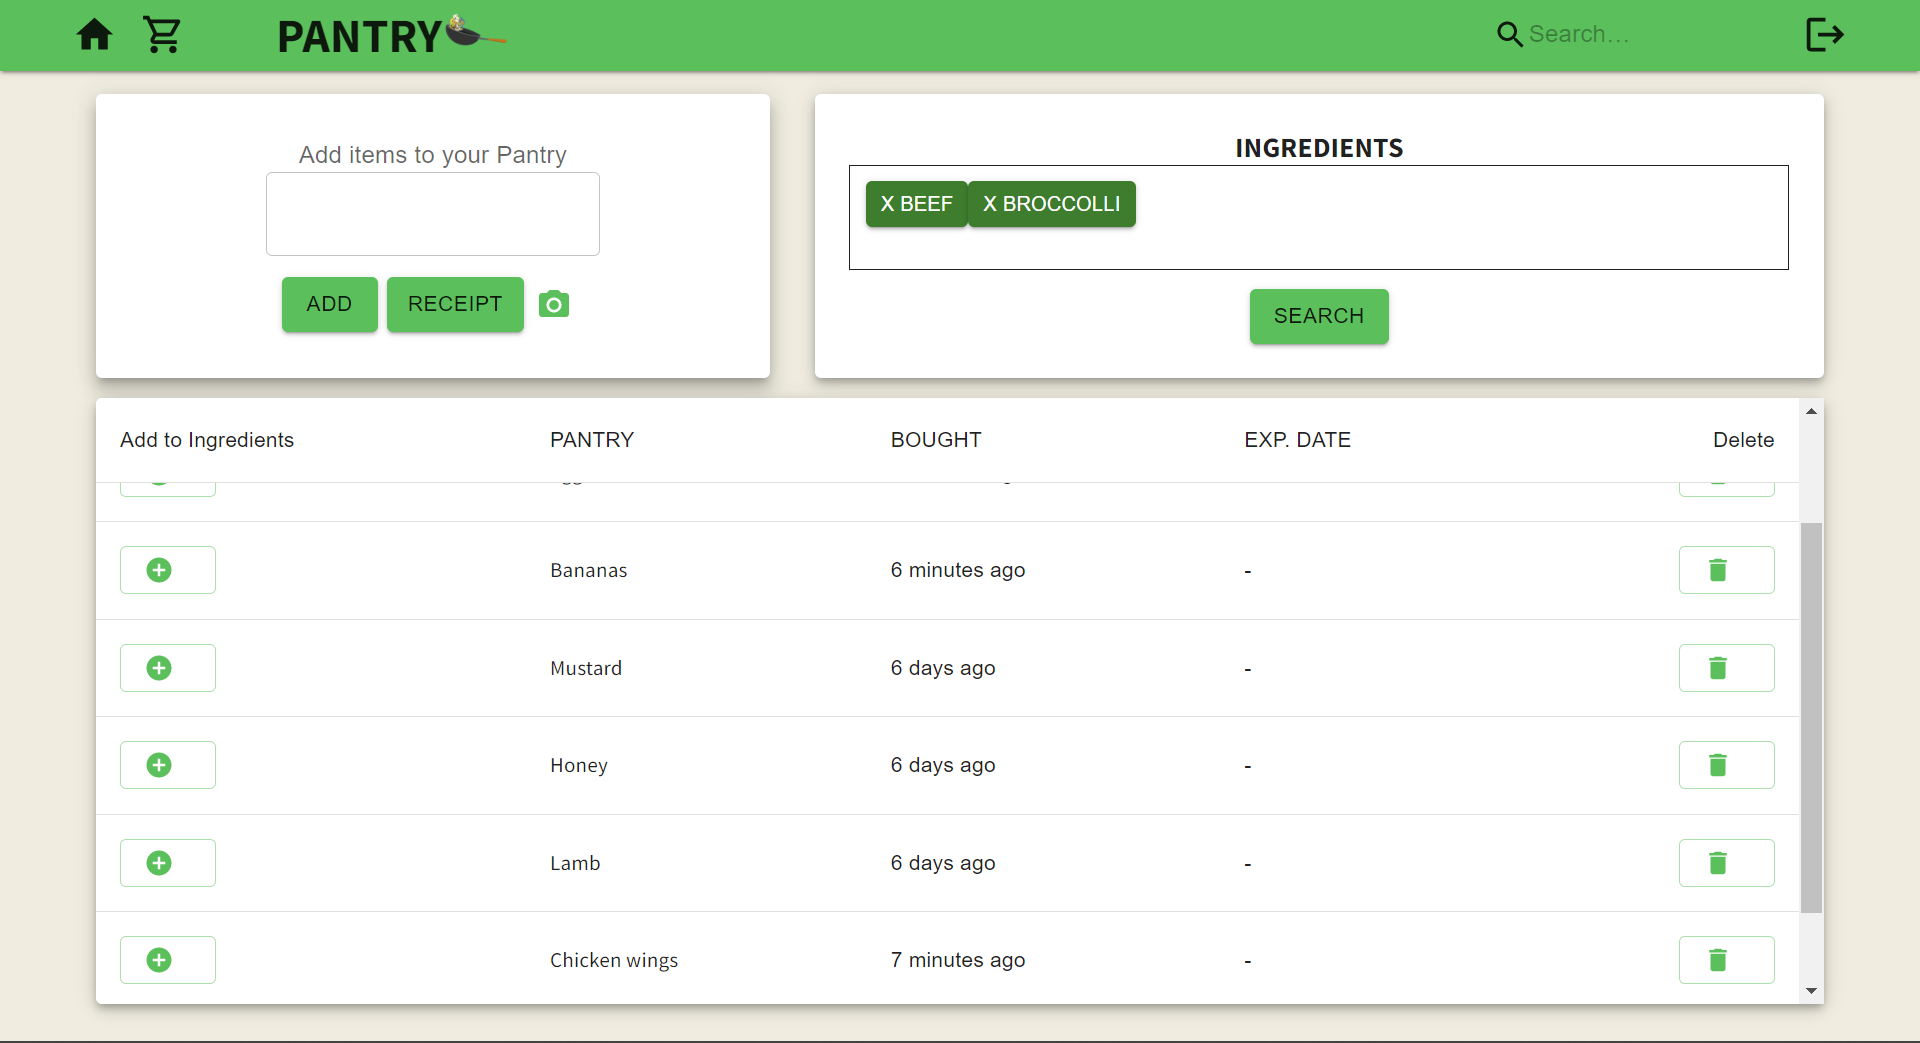 PANTRY
Search...
Add items to your Pantry
ADD
RECEIPT
INGREDIENTS
X BEEF
X BROCCOLLI
SEARCH
Add to Ingredients PANTRY BOUGHT EXP. DATE Delete
Bananas 6 minutes ago -
Mustard 6 days ago -
Honey 6 days ago -
Lamb 6 days ago -
Chicken wings 7 minutes ago -